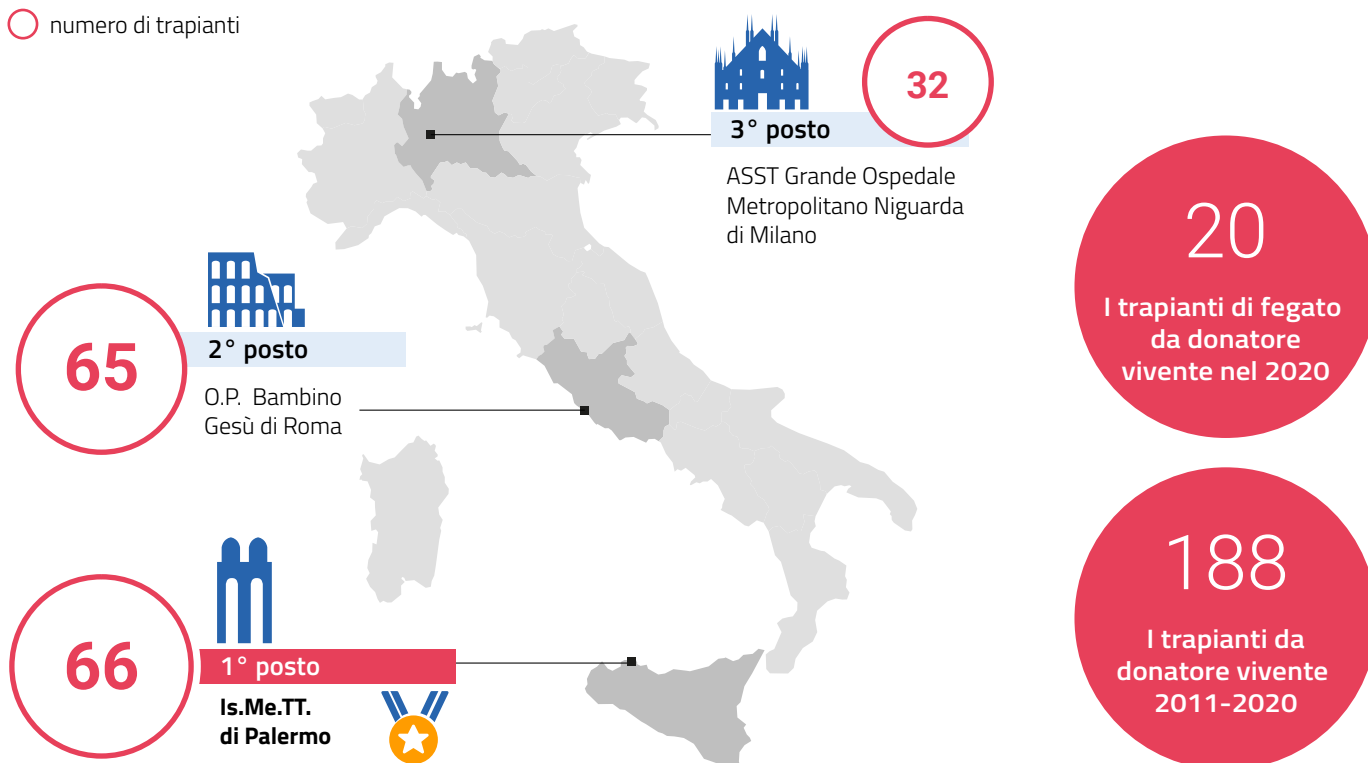 numero di trapianti
32
3° posto
ASST Grande Ospedale
Metropolitano Niguarda
di Milano
65
2° posto
O.P. Bambino
Gesù di Roma
66
1° posto
Is.Me.TT.
di Palermo
20
I trapianti di fegato
da donatore
vivente nel 2020
188
I trapianti da
donatore vivente
2011-2020